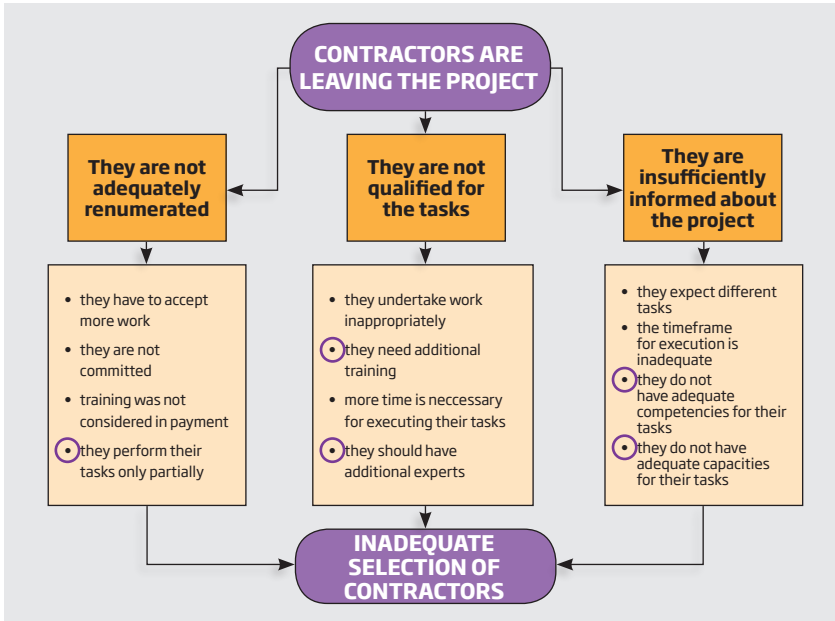 CONTRACTORS ARE
LEAVING THE PROJECT
They are not
adequately
renumerated
They are not
qualified for
the tasks
They are
insufficiently
informed about
the project
• they have to accept
more work
• they are not
committed
• training was not
considered in payment
• they perform their
tasks only partially
• they undertake work
inappropriately
• they need additional
training
• more time is neccessary
for executing their tasks
• they should have
additional experts
• they expect different
tasks
• the timeframe
for execution is
inadequate
• they do not
have adequate
competencies for their
tasks
• they do not have
adequate capacities
for their tasks
INADEQUATE
SELECTION OF
CONTRACTORS